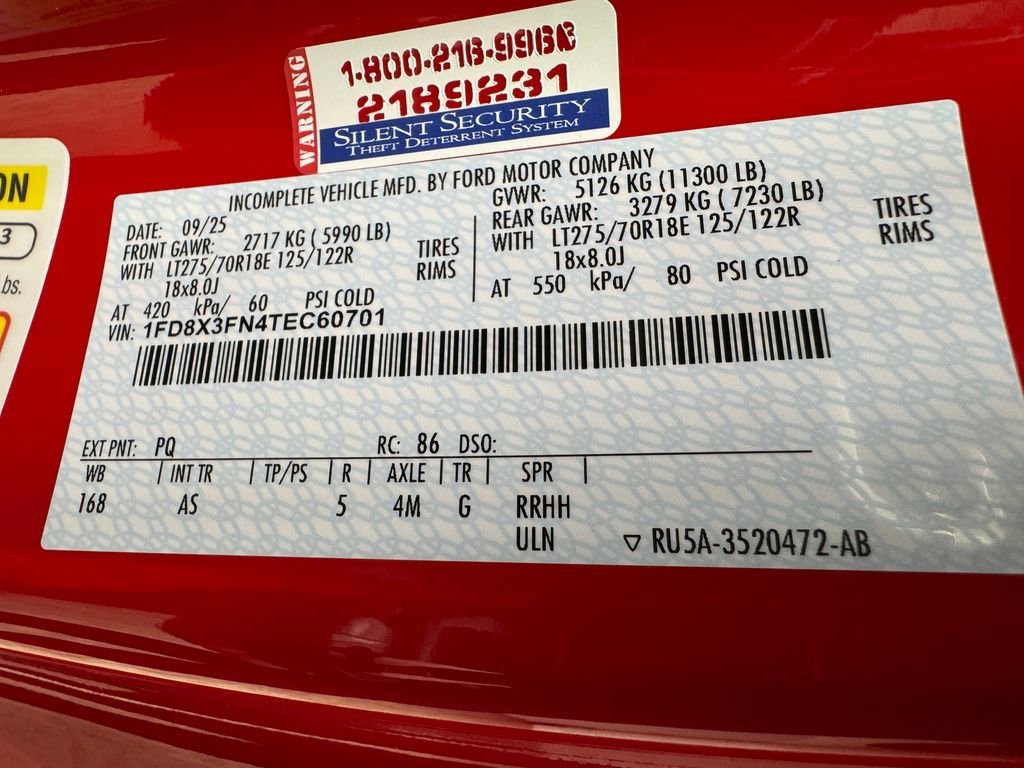 WARNING
1-800-216-9968
2189231
SILENT SECURITY
THEFT DETERRENT SYSTEM
ON
3
bs.
INCOMPLETE VEHICLE MFD. BY FORD MOTOR COMPANY
DATE: 09/25 GVWR: 5126 KG (11300 LB)
FRONT GAWR: 2717 KG ( 5990 LB) REAR GAWR: 3279 KG ( 7230 LB)
WITH LT275/70R18E 125/122R TIRES WITH LT275/70R18E 125/122R TIRES
18x8.0J RIMS 18x8.0J RIMS
AT 420 kPa/ 60 PSI COLD AT 550 kPa/ 80 PSI COLD
VIN: 1FD8X3FN4TEC60701
EXT PNT: PQ RC: 86 DSO:
WB | INT TR | TP/PS | R | AXLE | TR | SPR |
168 AS 5 4M G RRHH
ULN ▽ RU5A-3520472-AB